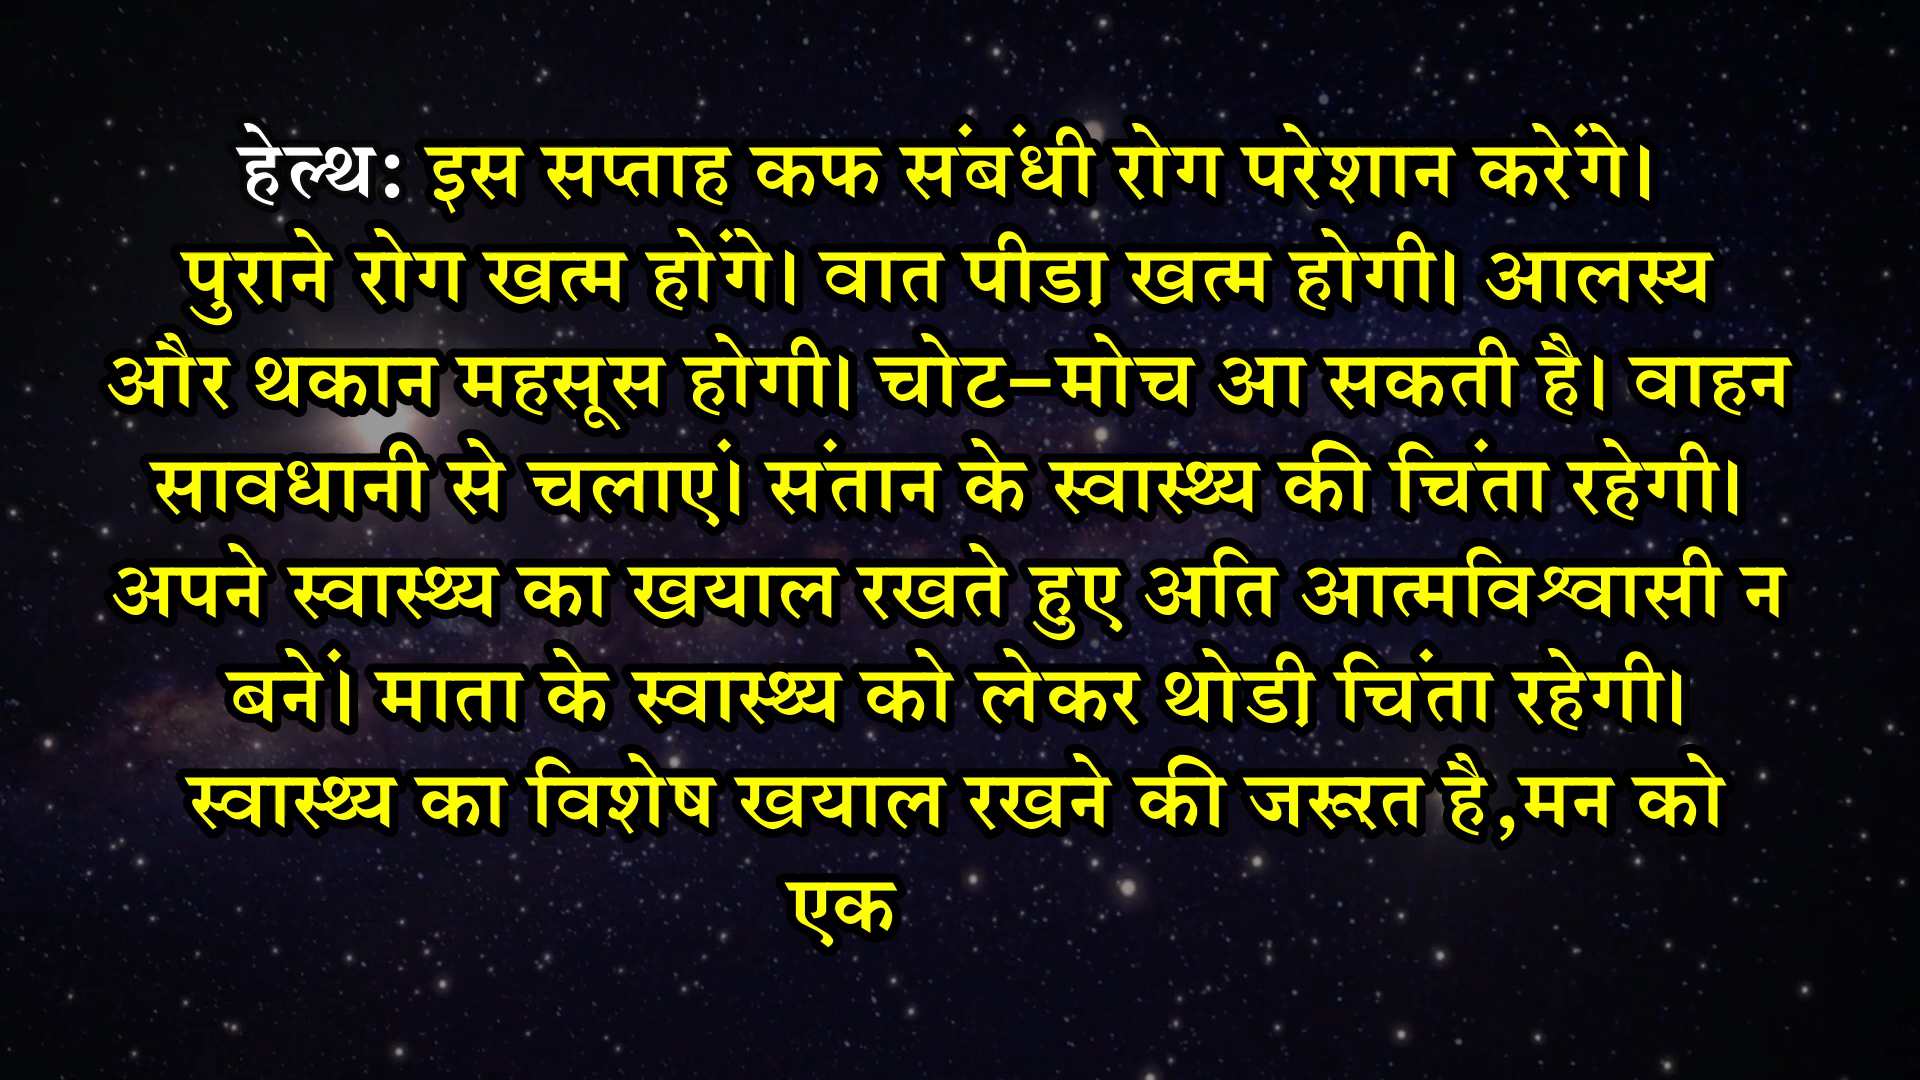 हेल्थ: इस सप्ताह कफ संबंधी रोग परेशान करेंगे।
पुराने रोग खत्म होंगे। वात पीडा़ खत्म होगी। आलस्य
और थकान महसूस होगी। चोट–मोच आ सकती है। वाहन
सावधानी से चलाएं। संतान के स्वास्थ्य की चिंता रहेगी।
अपने स्वास्थ्य का खयाल रखते हुए अति आत्मविश्वासी न
बनें। माता के स्वास्थ्य को लेकर थोडी़ चिंता रहेगी।
स्वास्थ्य का विशेष खयाल रखने की जरूरत है,मन को
एक